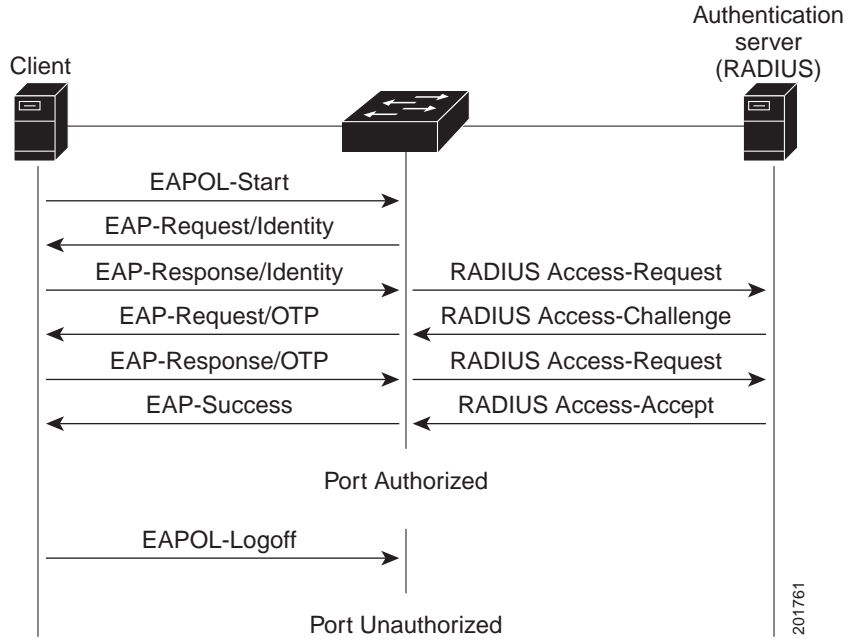 Client
Authentication
server
(RADIUS)
EAPOL-Start
EAP-Request/Identity
EAP-Response/Identity
RADIUS Access-Request
EAP-Request/OTP
RADIUS Access-Challenge
EAP-Response/OTP
RADIUS Access-Request
EAP-Success
RADIUS Access-Accept
Port Authorized
EAPOL-Logoff
Port Unauthorized
201761